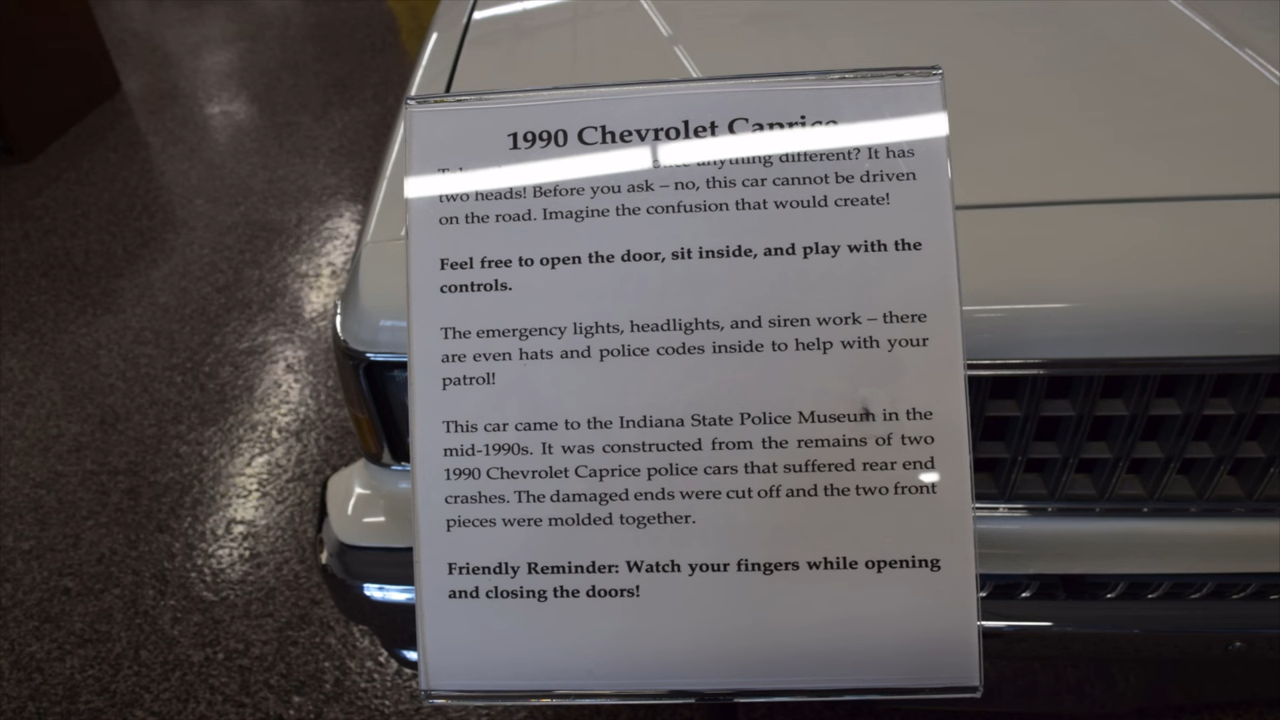 1990 Chevrolet Caprice
anything different? It has
two heads! Before you ask – no, this car cannot be driven
on the road. Imagine the confusion that would create!
Feel free to open the door, sit inside, and play with the
controls.
The emergency lights, headlights, and siren work – there
are even hats and police codes inside to help with your
patrol!
This car came to the Indiana State Police Museum in the
mid-1990s. It was constructed from the remains of two
1990 Chevrolet Caprice police cars that suffered rear end
crashes. The damaged ends were cut off and the two front
pieces were molded together.
Friendly Reminder: Watch your fingers while opening
and closing the doors!